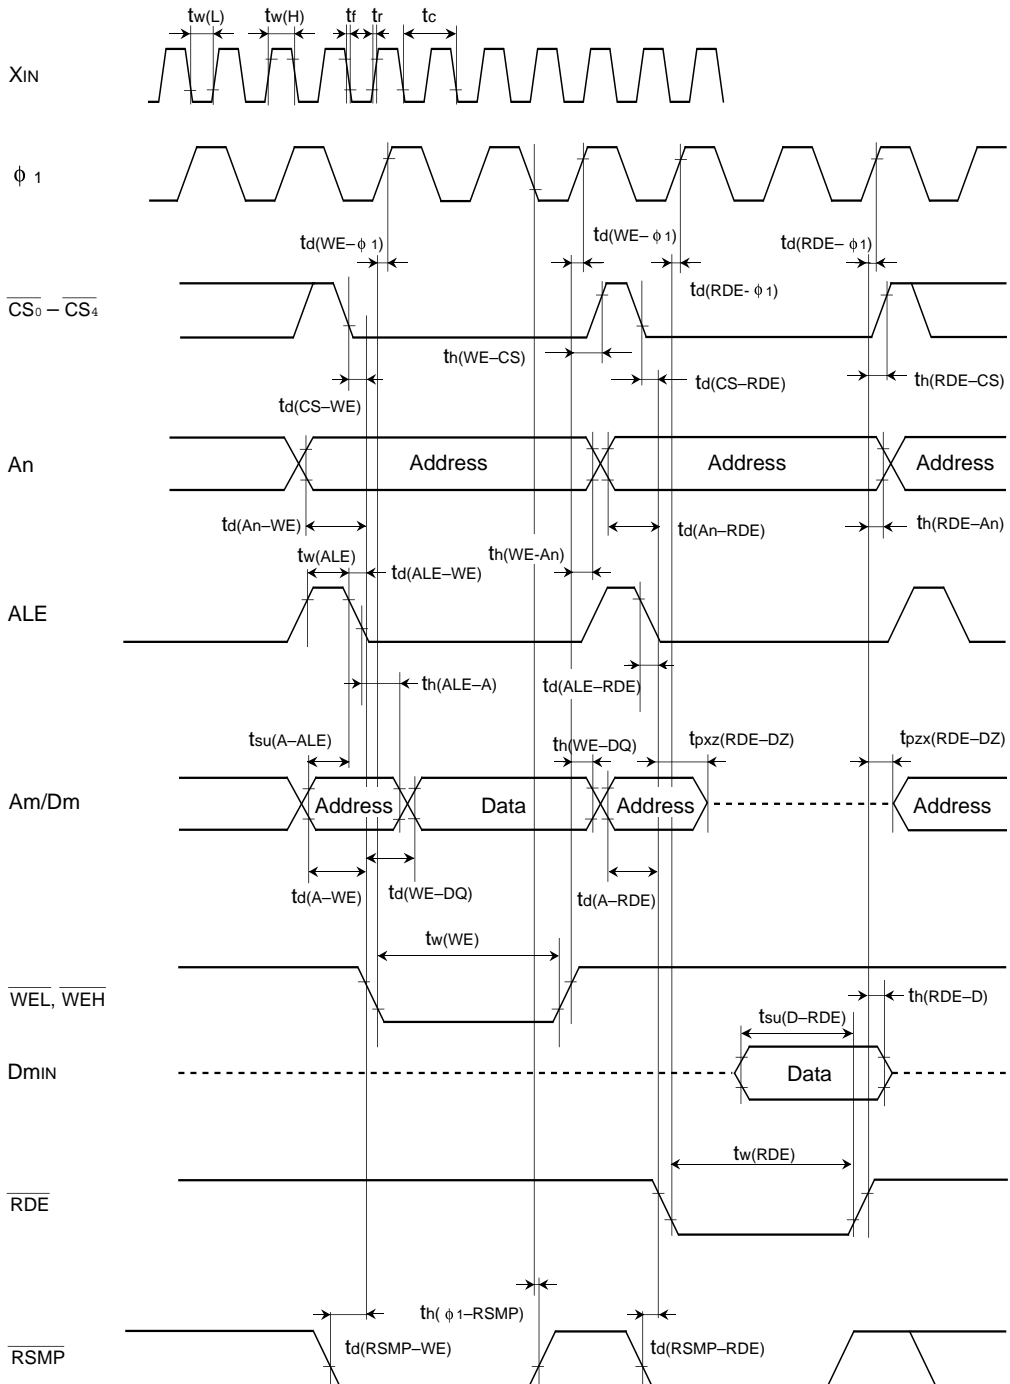 tw(L) tw(H) tf tr tc
XIN
ϕ 1
td(WE–ϕ1) td(WE–ϕ1) td(RDE–ϕ1)
td(RDE-ϕ1)
CS0 – CS4
th(WE–CS)
td(CS–RDE) th(RDE–CS)
td(CS–WE)
An Address Address Address
td(An–WE) td(An–RDE) th(RDE–An)
tw(ALE) td(ALE–WE) th(WE-An)
ALE
th(ALE–A) td(ALE–RDE)
tsu(A–ALE) th(WE–DQ) tpxz(RDE–DZ) tpzx(RDE–DZ)
Am/Dm Address Data Address Address
td(A–WE) td(WE–DQ) td(A–RDE)
tw(WE)
WEL, WEH
th(RDE–D)
tsu(D–RDE)
DmIN Data
tw(RDE)
RDE
th(ϕ1–RSMP)
td(RSMP–WE) td(RSMP–RDE)
RSMP